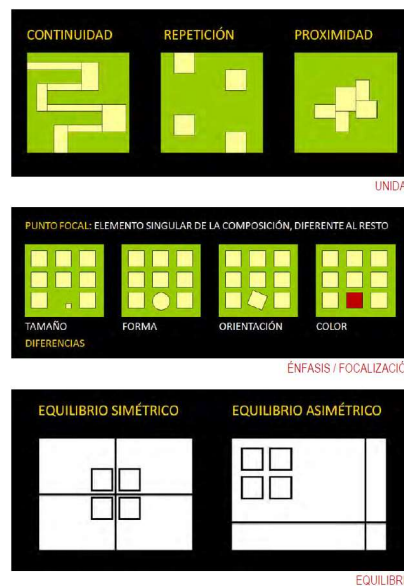 CONTINUIDAD REPETICIÓN PROXIMIDAD
UNIDA
PUNTO FOCAL: ELEMENTO SINGULAR DE LA COMPOSICIÓN, DIFERENTE AL RESTO
TAMAÑO FORMA ORIENTACIÓN COLOR
DIFERENCIAS
ÉNFASIS / FOCALIZACIÓ
EQUILIBRIO SIMÉTRICO EQUILIBRIO ASIMÉTRICO
EQUILIBRI